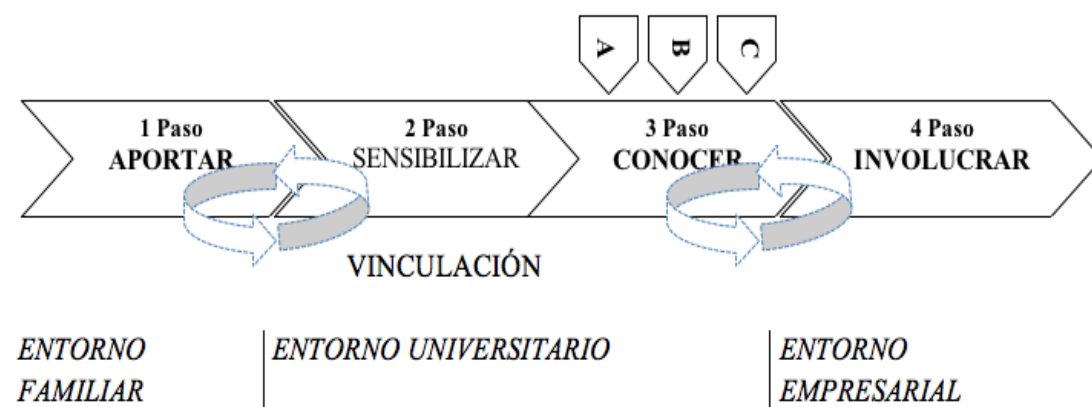 A B C
1 Paso 2 Paso 3 Paso 4 Paso
APORTAR SENSIBILIZAR CONOCER INVOLUCRAR
VINCULACIÓN
ENTORNO ENTORNO UNIVERSITARIO ENTORNO
FAMILIAR EMPRESARIAL